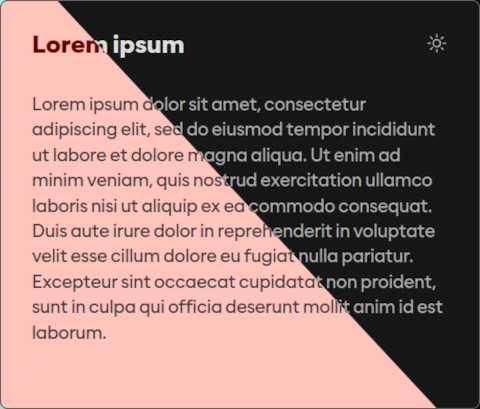 Lorem ipsum
Lorem ipsum dolor sit amet, consectetur
adipiscing elit, sed do eiusmod tempor incididunt
ut labore et dolore magna aliqua. Ut enim ad
minim veniam, quis nostrud exercitation ullamco
laboris nisi ut aliquip ex ea commodo consequat.
Duis aute irure dolor in reprehenderit in voluptate
velit esse cillum dolore eu fugiat nulla pariatur.
Excepteur sint occaecat cupidatat non proident,
sunt in culpa qui officia deserunt mollit anim id est
laborum.